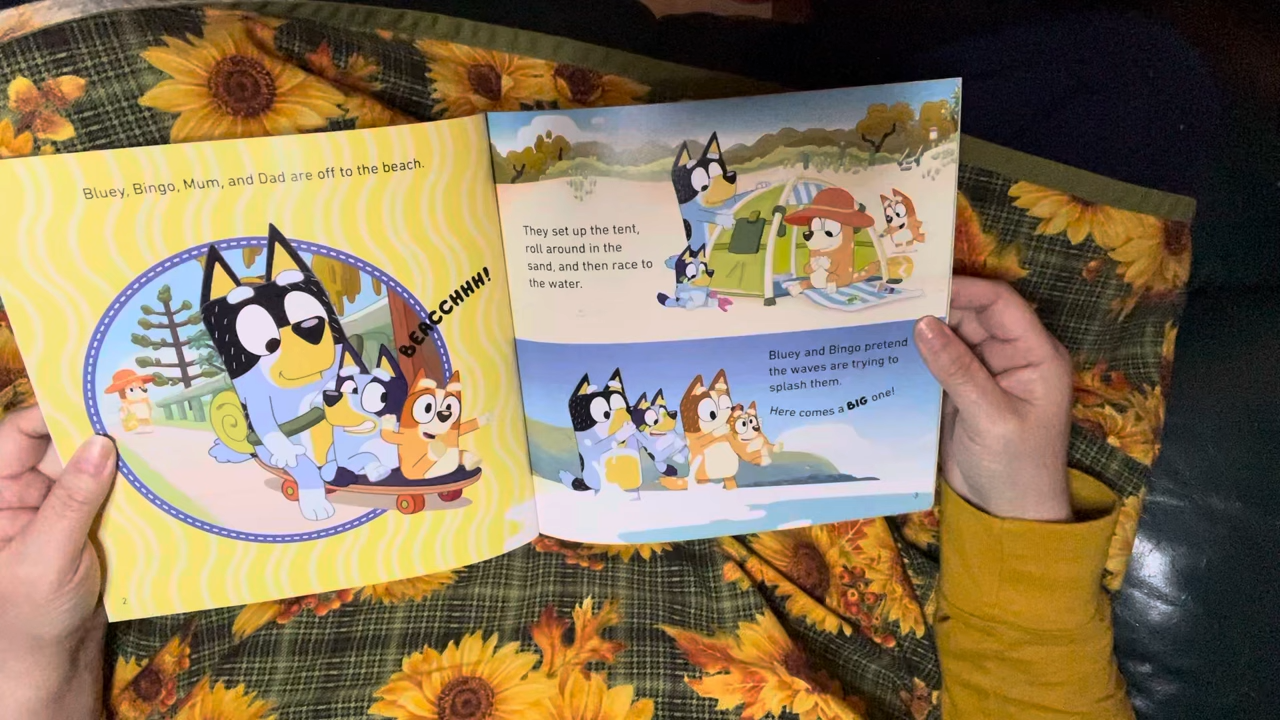 Bluey, Bingo, Mum, and Dad are off to the beach.
BEACCHHH!
2
They set up the tent,
roll around in the
sand, and then race to
the water.
Bluey and Bingo pretend
the waves are trying to
splash them.
Here comes a BIG one!
3